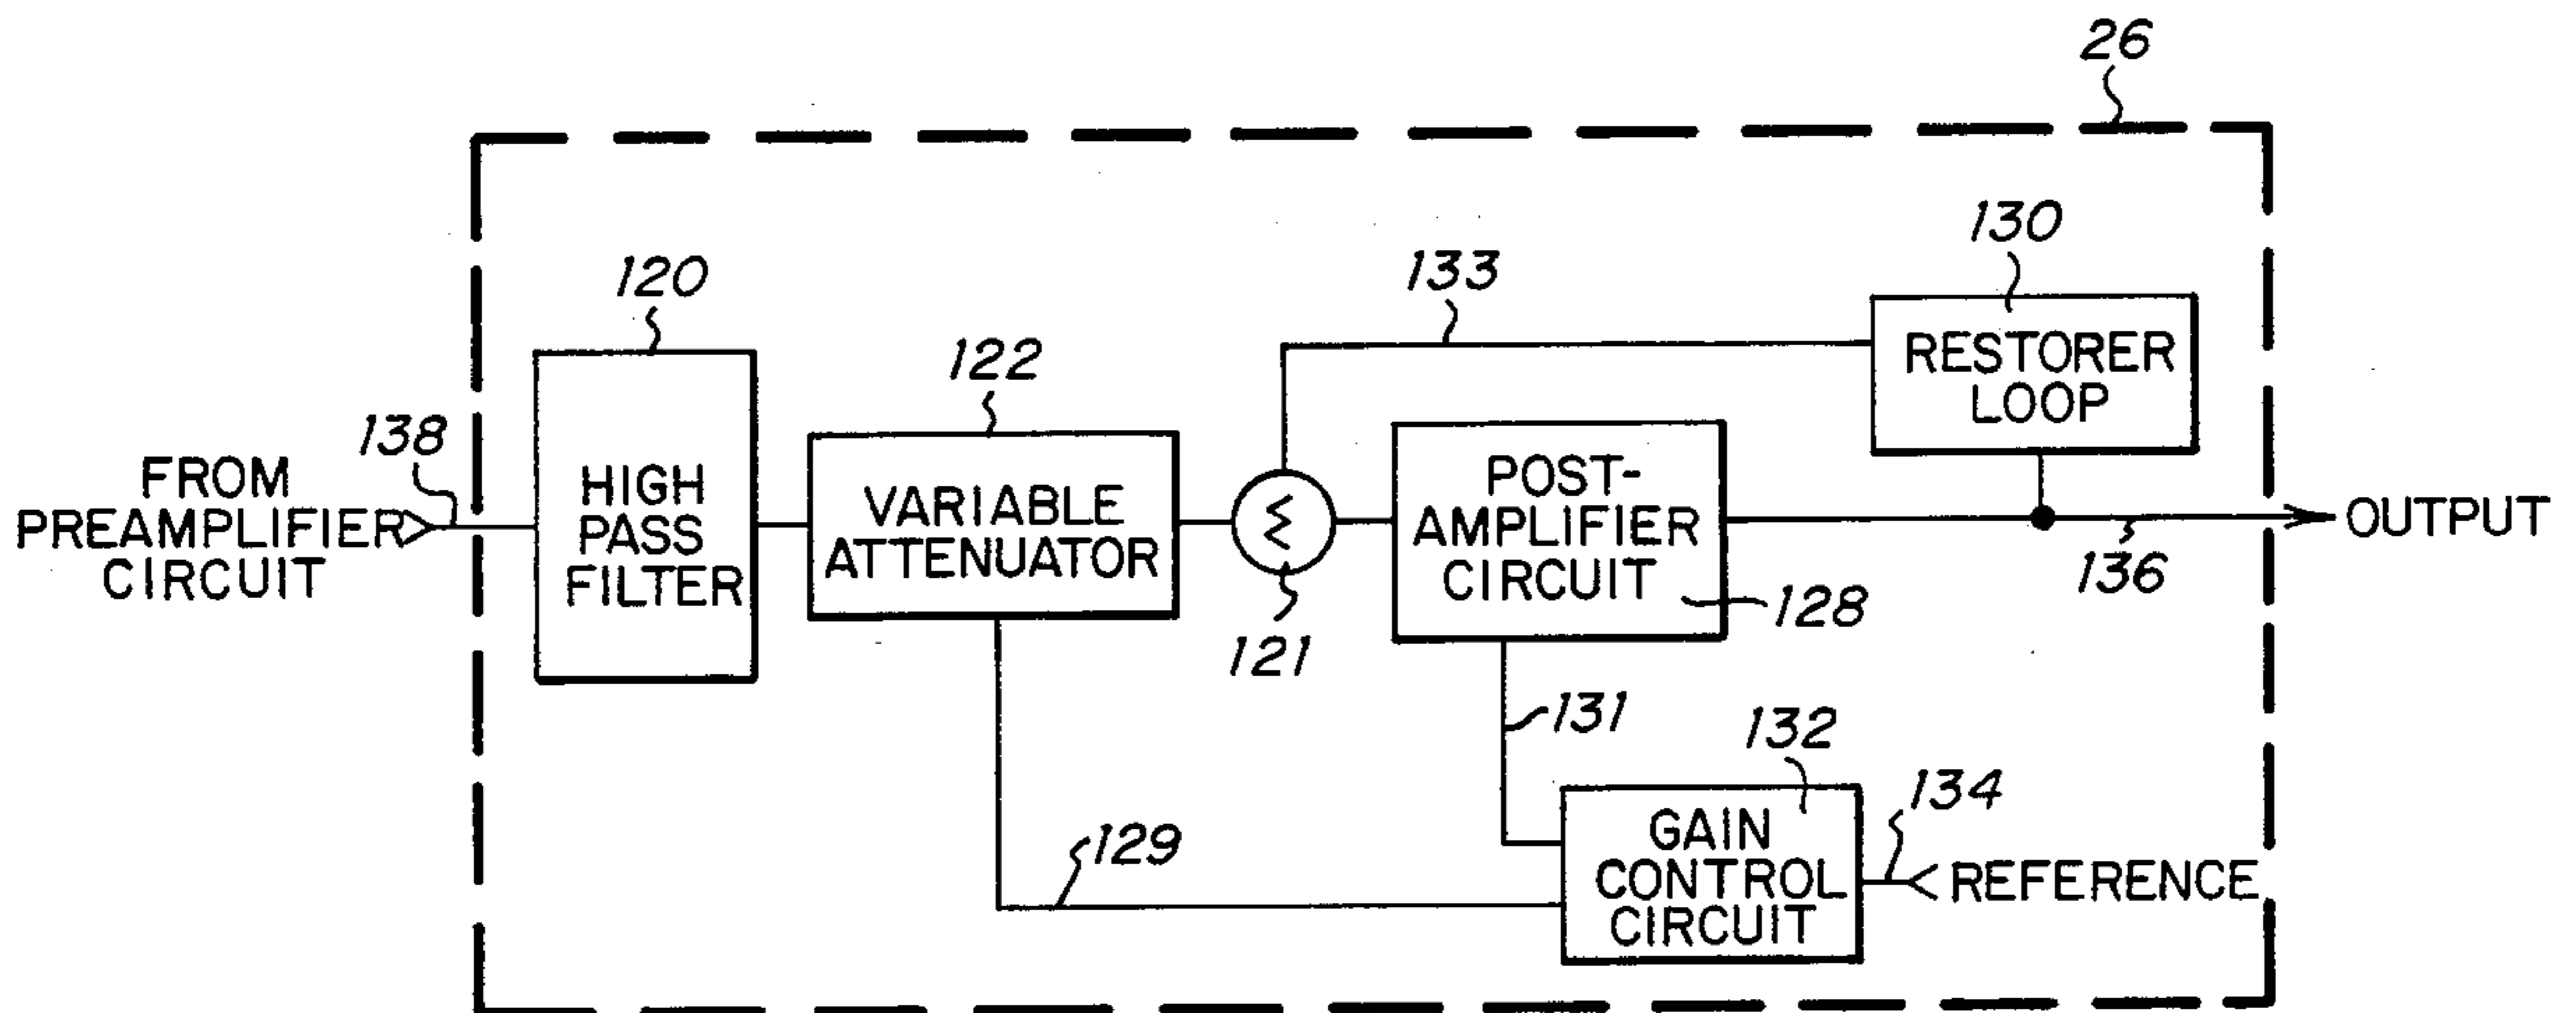 26
130
133
120
122
RESTORER
LOOP
138
FROM
PREAMPLIFIER
CIRCUIT
HIGH
PASS
FILTER
VARIABLE
ATTENUATOR
Σ
121
POST-
AMPLIFIER
CIRCUIT
128
136
OUTPUT
131
132
134
129
GAIN
CONTROL
CIRCUIT
REFERENCE